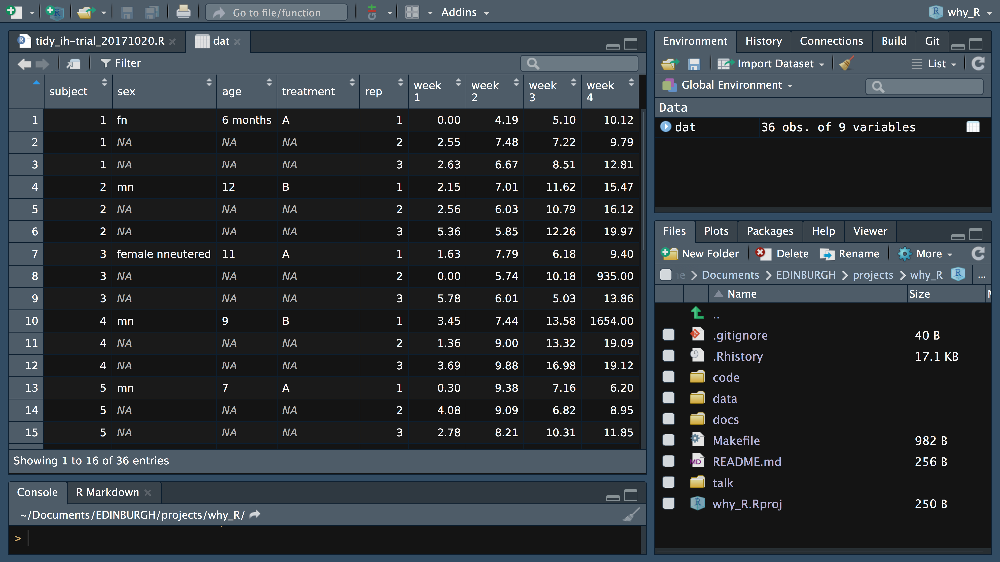 Go to file/function Addins why_R
tidy_ih-trial_20171020.R dat
Filter
subject sex age treatment rep week 1 week 2 week 3 week 4
1 1 fn 6 months A 1 0.00 4.19 5.10 10.12
2 1 NA NA NA 2 2.55 7.48 7.22 9.79
3 1 NA NA NA 3 2.63 6.67 8.51 12.81
4 2 mn 12 B 1 2.15 7.01 11.62 15.47
5 2 NA NA NA 2 2.56 6.03 10.79 16.12
6 2 NA NA NA 3 5.36 5.85 12.26 19.97
7 3 female nneutered 11 A 1 1.63 7.79 6.18 9.40
8 3 NA NA NA 2 0.00 5.74 10.18 935.00
9 3 NA NA NA 3 5.78 6.01 5.03 13.86
10 4 mn 9 B 1 3.45 7.44 13.58 1654.00
11 4 NA NA NA 2 1.36 9.00 13.32 19.09
12 4 NA NA NA 3 3.69 9.88 16.98 19.12
13 5 mn 7 A 1 0.30 9.38 7.16 6.20
14 5 NA NA NA 2 4.08 9.09 6.82 8.95
15 5 NA NA NA 3 2.78 8.21 10.31 11.85
Showing 1 to 16 of 36 entries
Console R Markdown
~/Documents/EDINBURGH/projects/why_R/
>
Environment History Connections Build Git
Import Dataset List
Global Environment
Data
dat 36 obs. of 9 variables
Files Plots Packages Help Viewer
New Folder Delete Rename More
Documents EDINBURGH projects why_R ...
Name Size
..
.gitignore 40 B
.Rhistory 17.1 KB
code
data
docs
Makefile 982 B
README.md 256 B
talk
why_R.Rproj 250 B